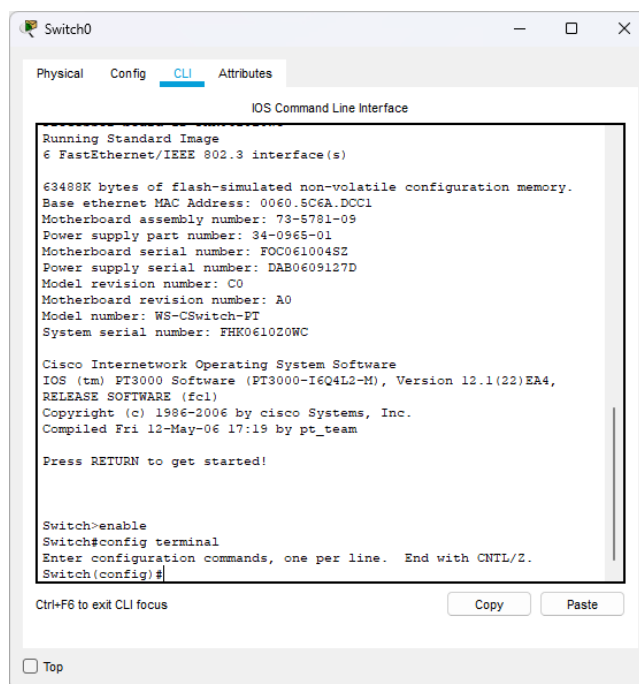 Switch0
Physical Config CLI Attributes
IOS Command Line Interface
Running Standard Image
6 FastEthernet/IEEE 802.3 interface(s)
63488K bytes of flash-simulated non-volatile configuration memory.
Base ethernet MAC Address: 0060.5C6A.DCC1
Motherboard assembly number: 73-5781-09
Power supply part number: 34-0965-01
Motherboard serial number: FOC061004SZ
Power supply serial number: DAB0609127D
Model revision number: C0
Motherboard revision number: A0
Model number: WS-CSwitch-PT
System serial number: FHK0610Z0WC
Cisco Internetwork Operating System Software
IOS (tm) PT3000 Software (PT3000-I6Q4L2-M), Version 12.1(22)EA4,
RELEASE SOFTWARE (fc1)
Copyright (c) 1986-2006 by cisco Systems, Inc.
Compiled Fri 12-May-06 17:19 by pt_team
Press RETURN to get started!
Switch>enable
Switch#config terminal
Enter configuration commands, one per line.  End with CNTL/Z.
Switch(config)#
Ctrl+F6 to exit CLI focus
Copy Paste
Top